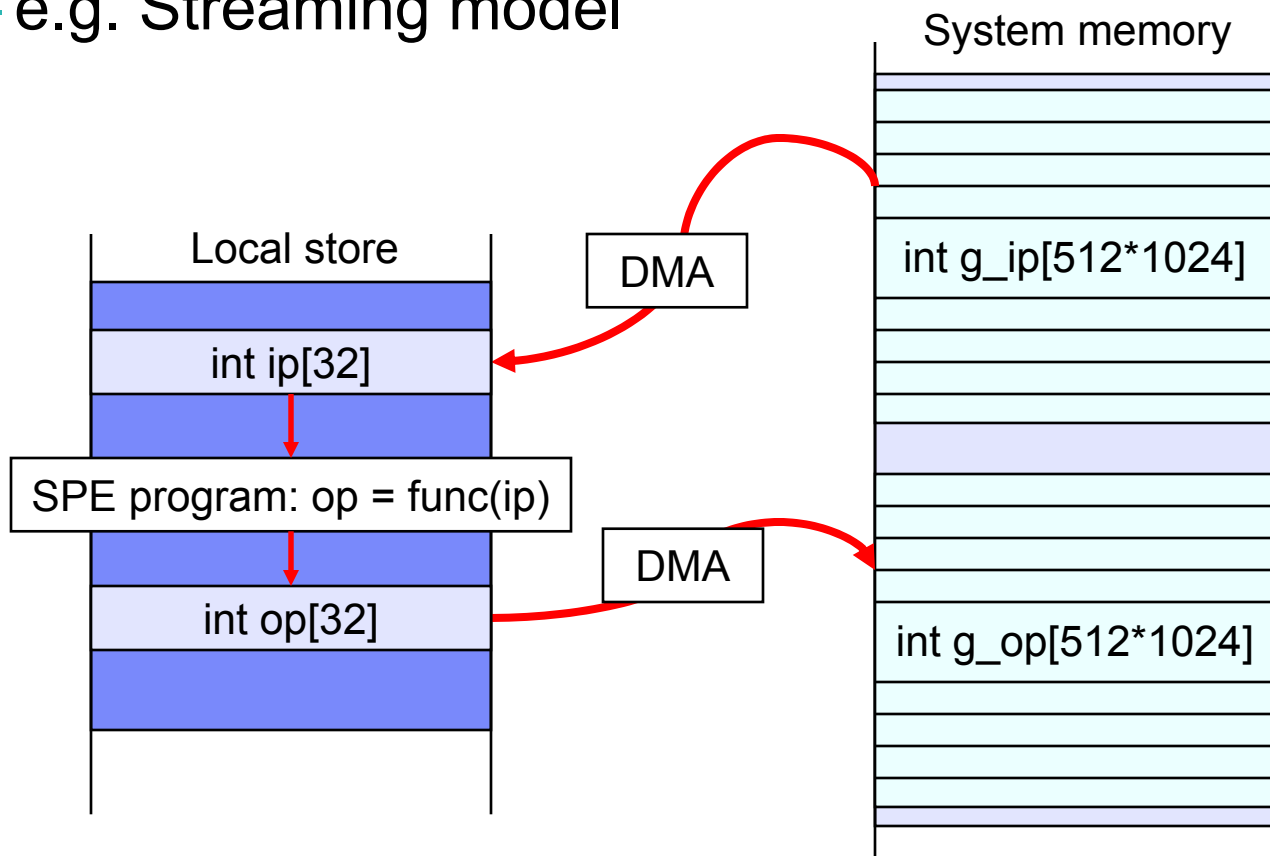 e.g. Streaming model
System memory
Local store
DMA
int g_ip[512*1024]
int ip[32]
SPE program: op = func(ip)
DMA
int op[32]
int g_op[512*1024]